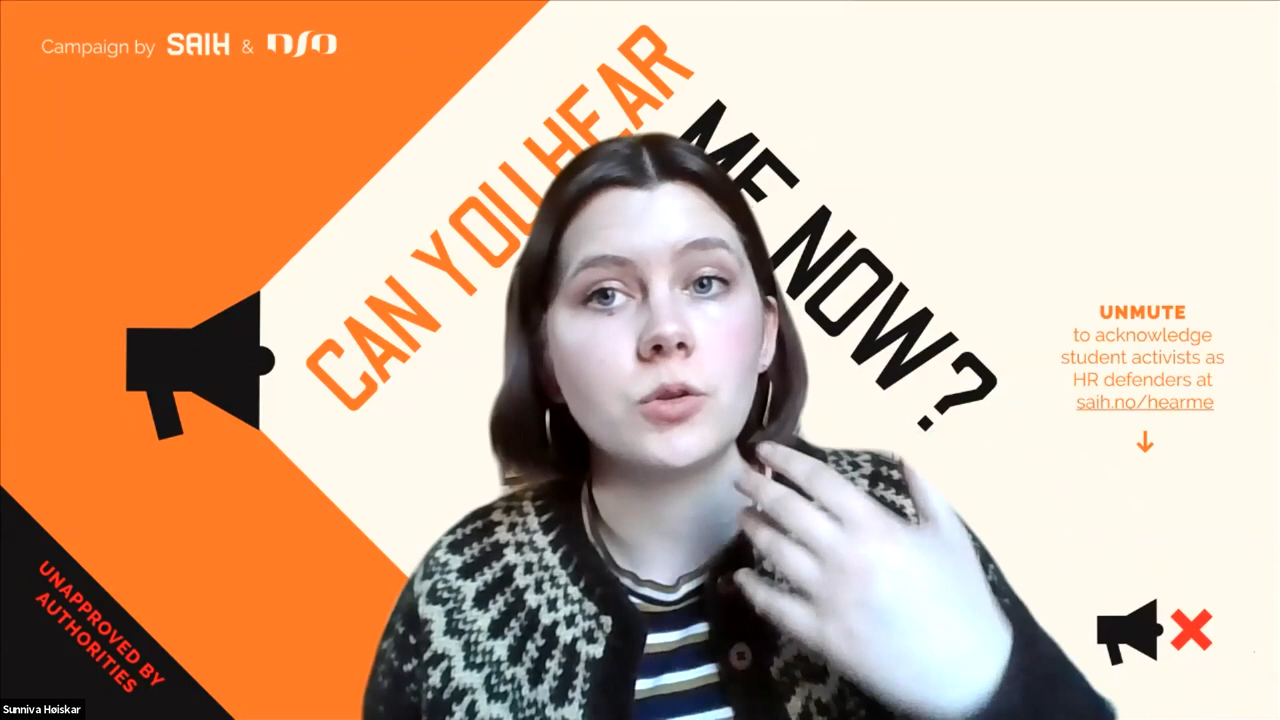 Campaign by SAIH & nso
CAN YOU HEAR
ME NOW?
UNMUTE
to acknowledge
student activists as
HR defenders at
saih.no/hearme
UNAPPROVED BY
AUTHORITIES
Sunniva Høiskar